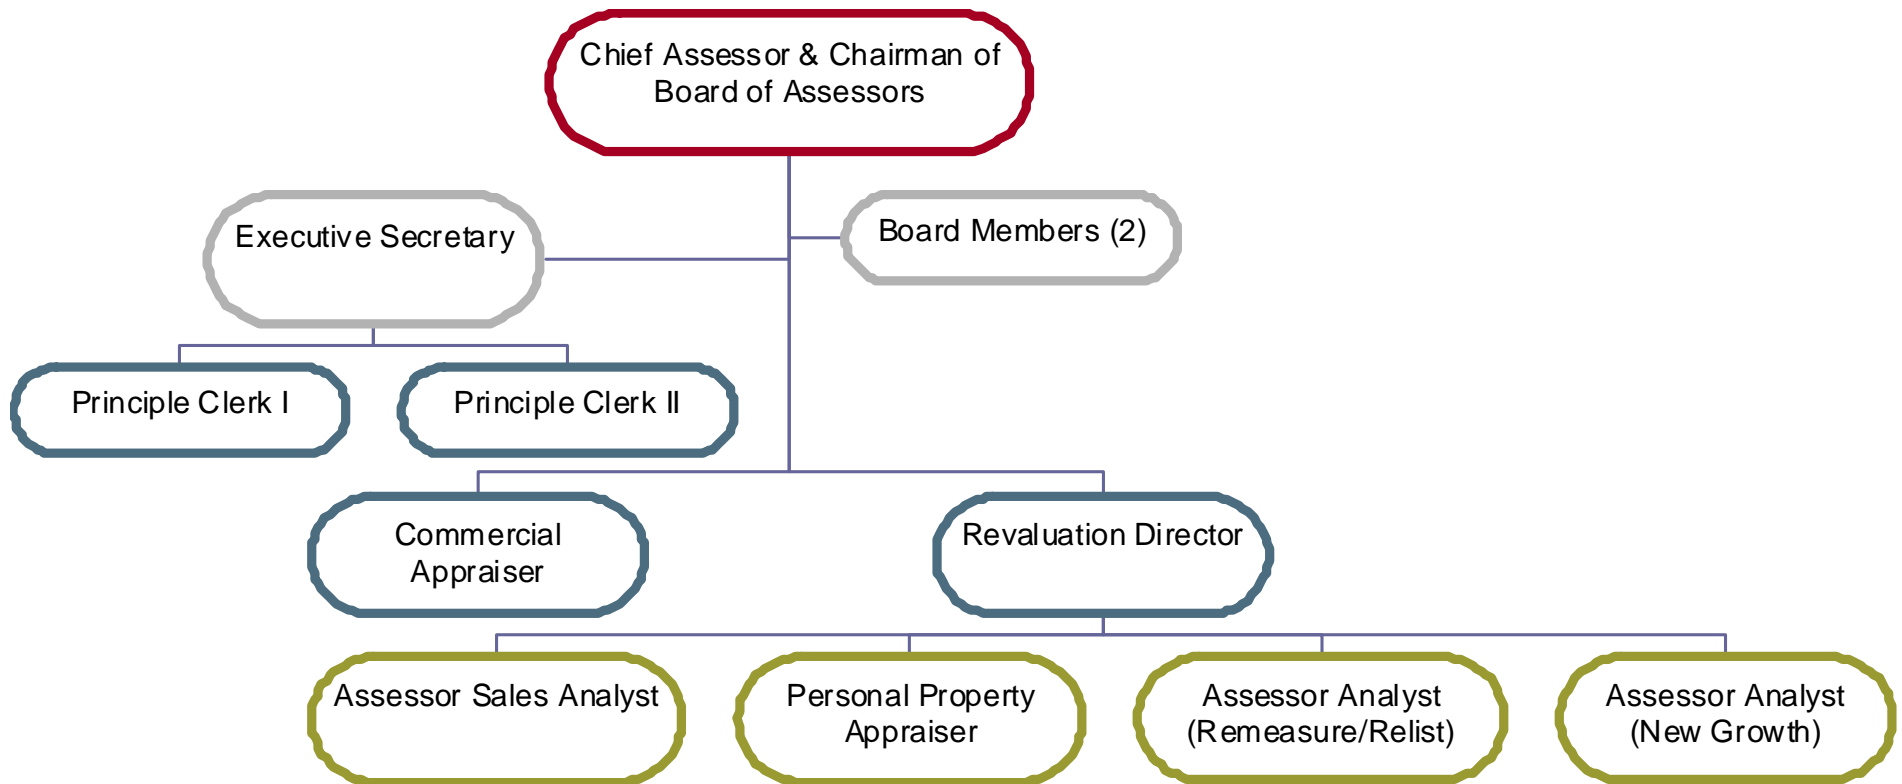 Chief Assessor & Chairman of
Board of Assessors
Executive Secretary
Board Members (2)
Principle Clerk I
Principle Clerk II
Commercial
Appraiser
Revaluation Director
Assessor Sales Analyst
Personal Property
Appraiser
Assessor Analyst
(Remeasure/Relist)
Assessor Analyst
(New Growth)